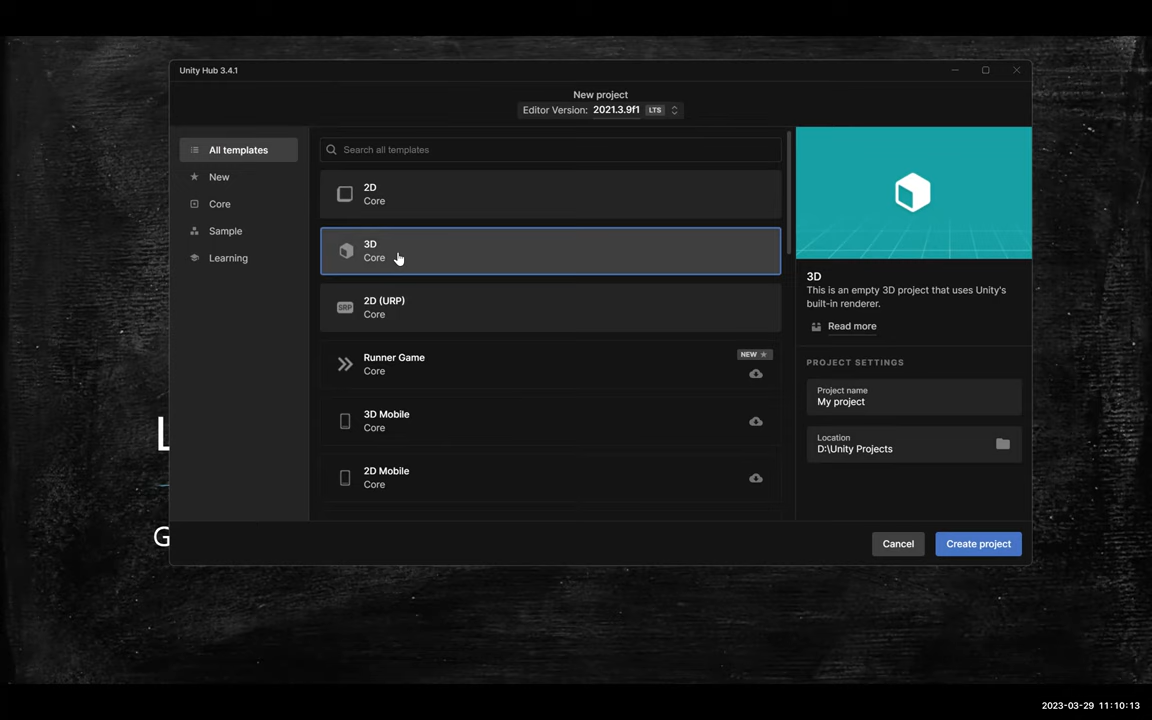 Unity Hub 3.4.1
New project
Editor Version: 2021.3.9f1 LTS
All templates
New
Core
Sample
Learning
Search all templates
2D
Core
3D
Core
SRP
2D (URP)
Core
Runner Game
Core
NEW
3D Mobile
Core
2D Mobile
Core
3D
This is an empty 3D project that uses Unity's
built-in renderer.
Read more
PROJECT SETTINGS
Project name
My project
Location
D:\Unity Projects
Cancel
Create project
L
G
2023-03-29 11:10:13